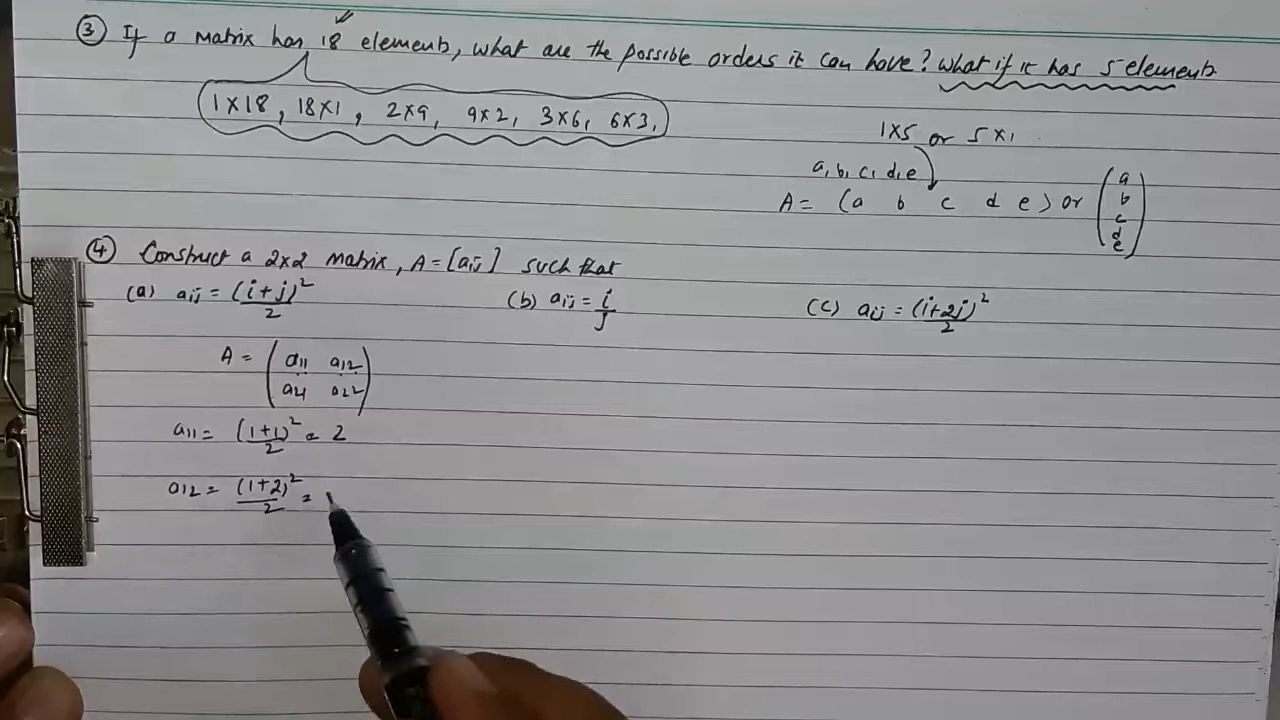 ③ If a matrix has 18 elements, what are the possible orders it can have? What if it has 5 elements.
1×18, 18×1, 2×9, 9×2, 3×6, 6×3,
1×5 or 5×1
a, b, c, d, e
A = (a b c d e) or (a b c d e)
④ Construct a 2×2 matrix, A = [aij] such that
(a) aij = (i+j)²/2 (b) aij = i/j (c) aij = (i+2j)²/2
A = (a11 a12
a21 a22)
a11 = (1+1)²/2 = 2
a12 = (1+2)²/2 =